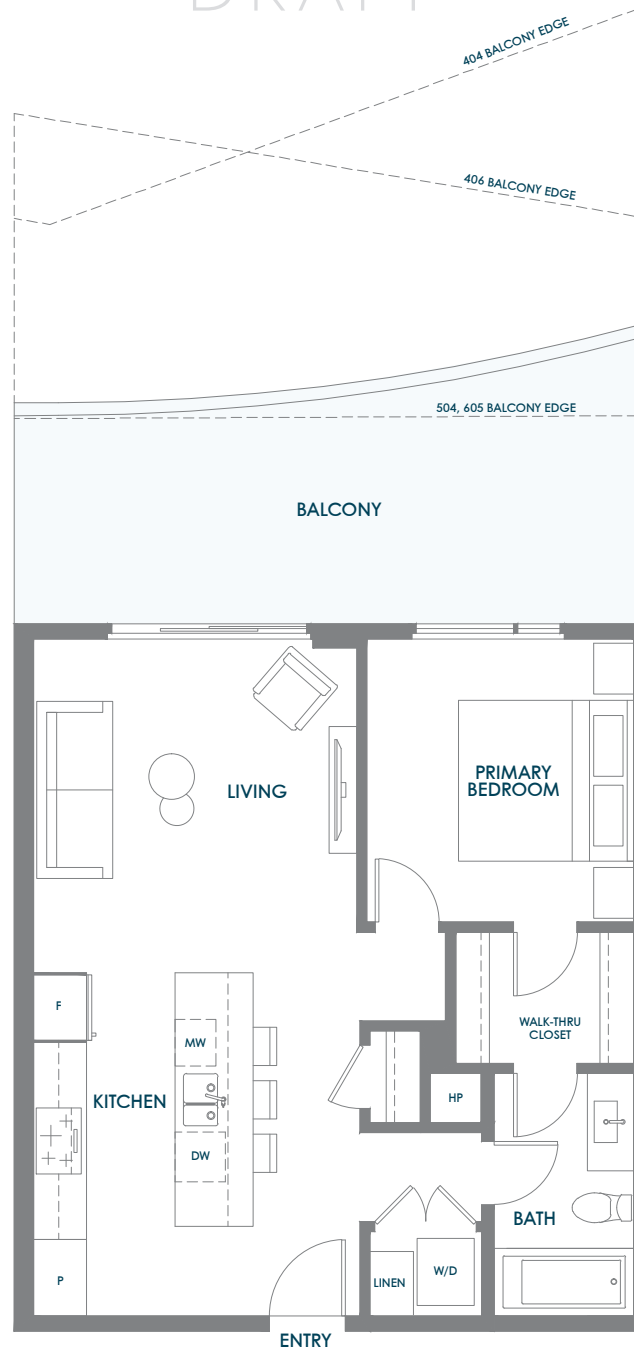 DRAFT
404 BALCONY EDGE
406 BALCONY EDGE
504, 605 BALCONY EDGE
BALCONY
LIVING
PRIMARY
BEDROOM
F
MW
WALK-THRU
CLOSET
KITCHEN
HP
DW
BATH
P
LINEN
W/D
ENTRY